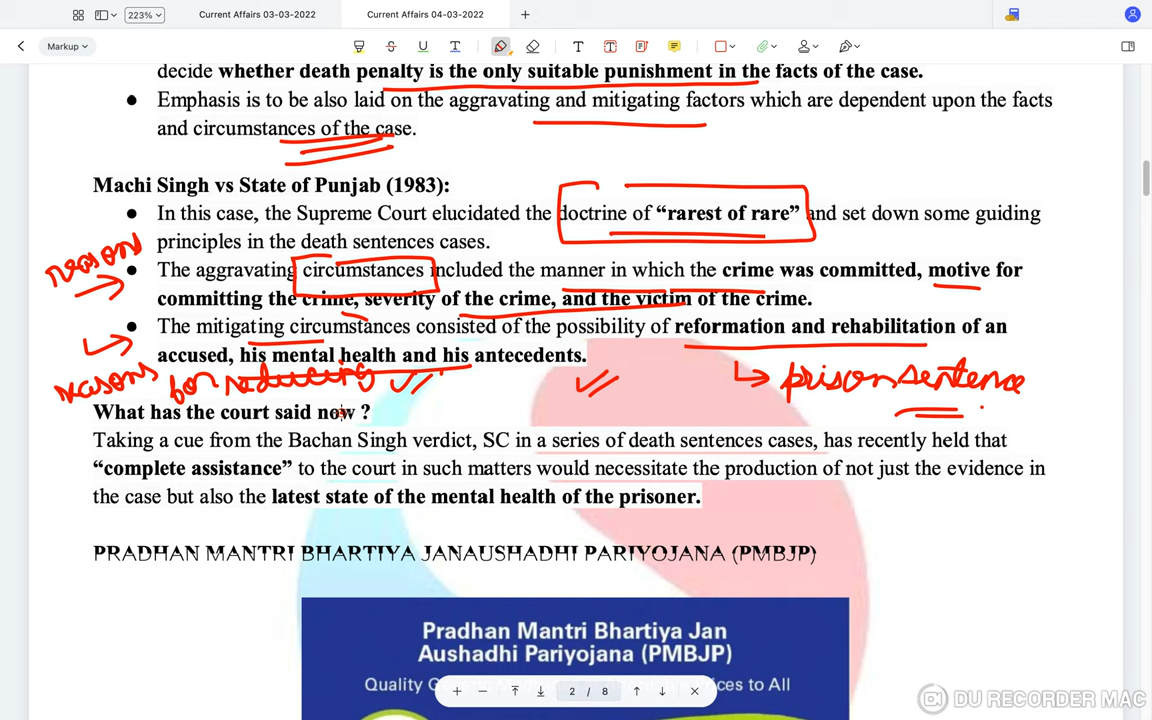 223%
Current Affairs 03-03-2022
Current Affairs 04-03-2022
Markup
decide whether death penalty is the only suitable punishment in the facts of the case.
● Emphasis is to be also laid on the aggravating and mitigating factors which are dependent upon the facts
and circumstances of the case.
Machi Singh vs State of Punjab (1983):
● In this case, the Supreme Court elucidated the doctrine of “rarest of rare” and set down some guiding
principles in the death sentences cases.
reason
● The aggravating circumstances included the manner in which the crime was committed, motive for
committing the crime, severity of the crime, and the victim of the crime.
● The mitigating circumstances consisted of the possibility of reformation and rehabilitation of an
accused, his mental health and his antecedents.
reasons for reducing
prison sentence
What has the court said now ?
Taking a cue from the Bachan Singh verdict, SC in a series of death sentences cases, has recently held that
“complete assistance” to the court in such matters would necessitate the production of not just the evidence in
the case but also the latest state of the mental health of the prisoner.
PRADHAN MANTRI BHARTIYA JANAUSHADHI PARIYOJANA (PMBJP)
Pradhan Mantri Bhartiya Jan
Aushadhi Pariyojana (PMBJP)
Quality
to All
2 / 8
DU RECORDER MAC